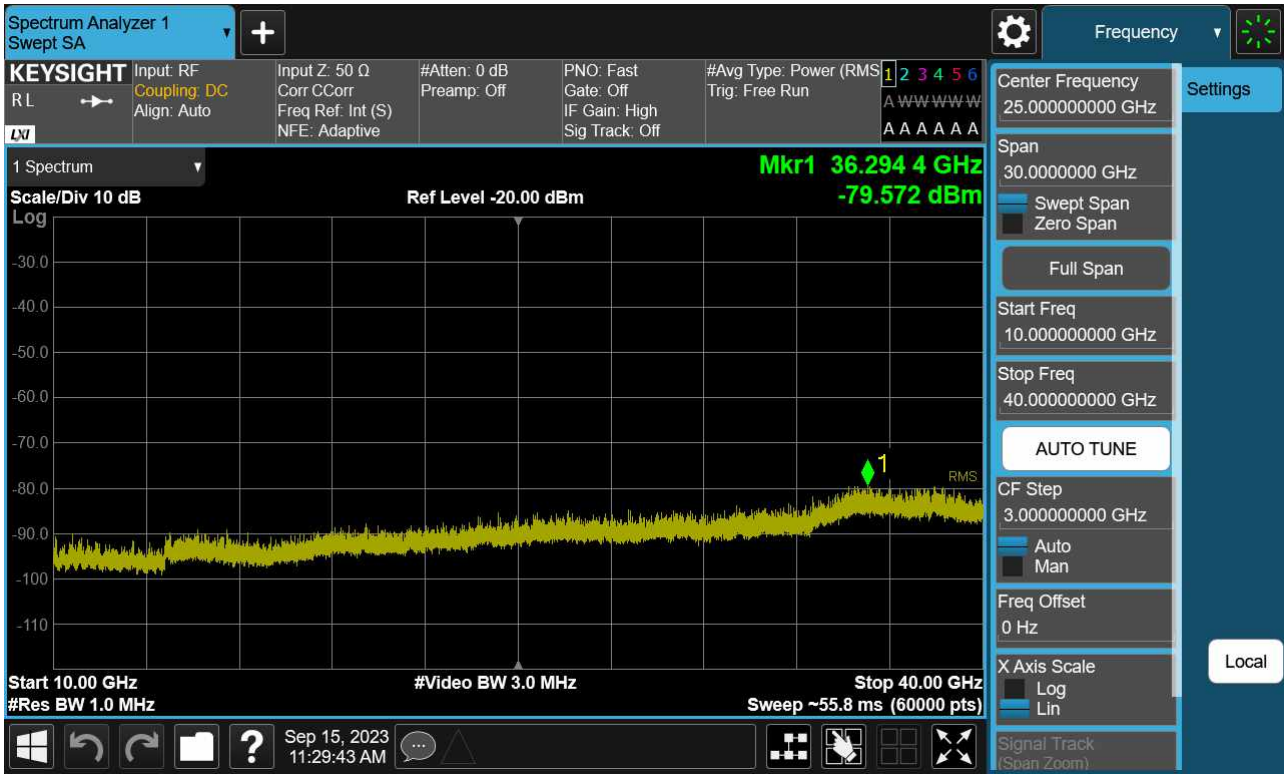 Spectrum Analyzer 1
Swept SA
Frequency
KEYSIGHT
R L
LXI
Input: RF
Coupling: DC
Align: Auto
Input Z: 50 Ω
Corr CCorr
Freq Ref: Int (S)
NFE: Adaptive
#Atten: 0 dB
Preamp: Off
PNO: Fast
Gate: Off
IF Gain: High
Sig Track: Off
#Avg Type: Power (RMS
Trig: Free Run
1 2 3 4 5 6
A W W W W W
A A A A A A
1 Spectrum
Mkr1 36.294 4 GHz
-79.572 dBm
Scale/Div 10 dB
Ref Level -20.00 dBm
Log
-30.0
-40.0
-50.0
-60.0
-70.0
-80.0
-90.0
-100
-110
1
RMS
Start 10.00 GHz
#Video BW 3.0 MHz
Stop 40.00 GHz
#Res BW 1.0 MHz
Sweep ~55.8 ms (60000 pts)
?
Sep 15, 2023
11:29:43 AM
Center Frequency
25.000000000 GHz
Span
30.0000000 GHz
Swept Span
Zero Span
Full Span
Start Freq
10.000000000 GHz
Stop Freq
40.000000000 GHz
AUTO TUNE
CF Step
3.000000000 GHz
Auto
Man
Freq Offset
0 Hz
X Axis Scale
Log
Lin
Signal Track
(Span Zoom)
Settings
Local